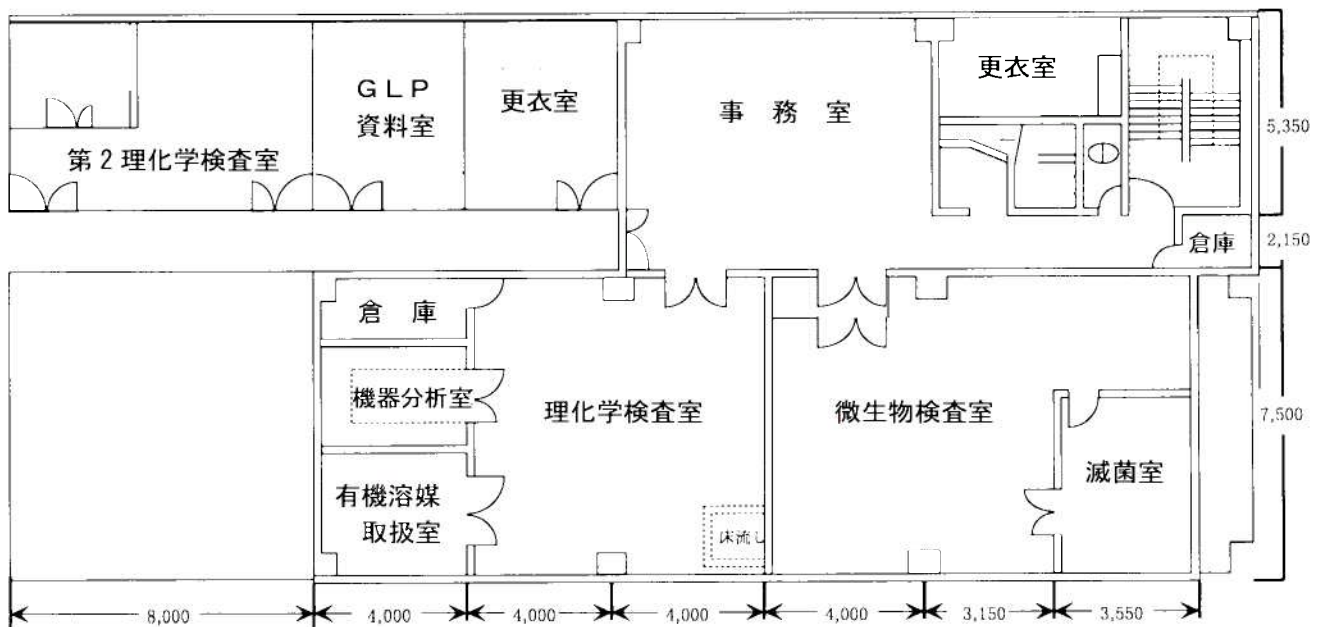 GLP
資料室
更衣室
事務室
更衣室
第2理化学検査室
倉庫
倉庫
機器分析室
理化学検査室
微生物検査室
有機溶媒
取扱室
滅菌室
床流し
5,350
2,150
7,500
8,000
4,000
4,000
4,000
4,000
3,150
3,550